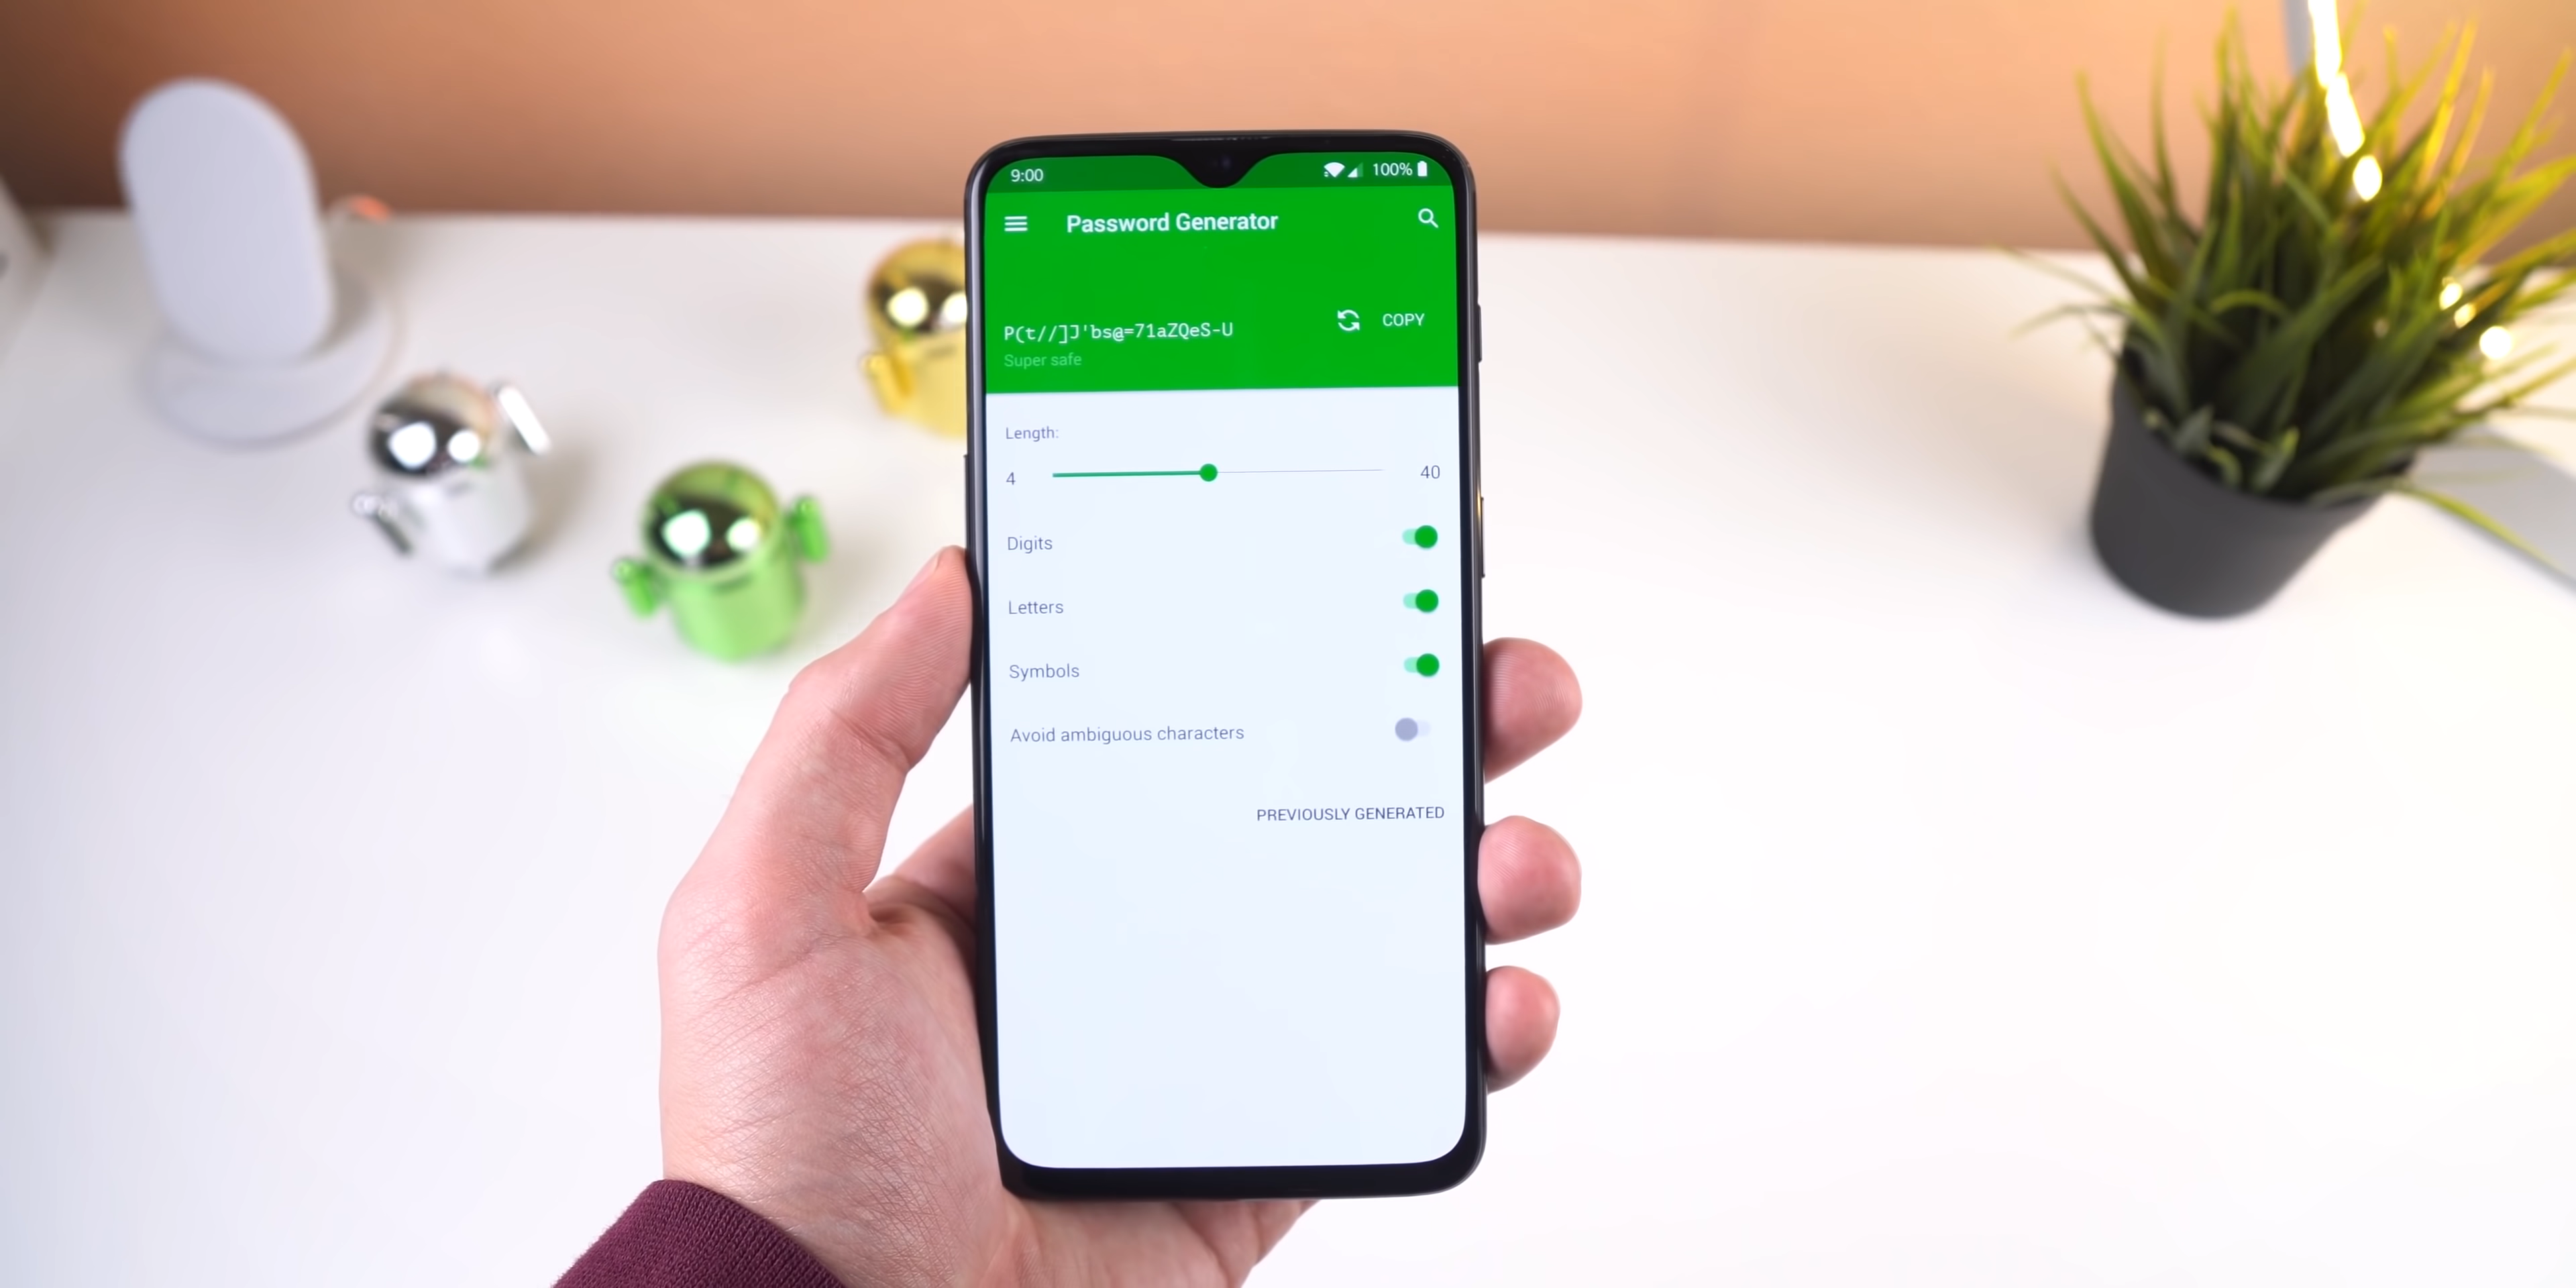 9:00 100%
Password Generator
P(t//]J'bs@=71aZQeS-U COPY
Super safe
Length:
4 40
Digits
Letters
Symbols
Avoid ambiguous characters
PREVIOUSLY GENERATED